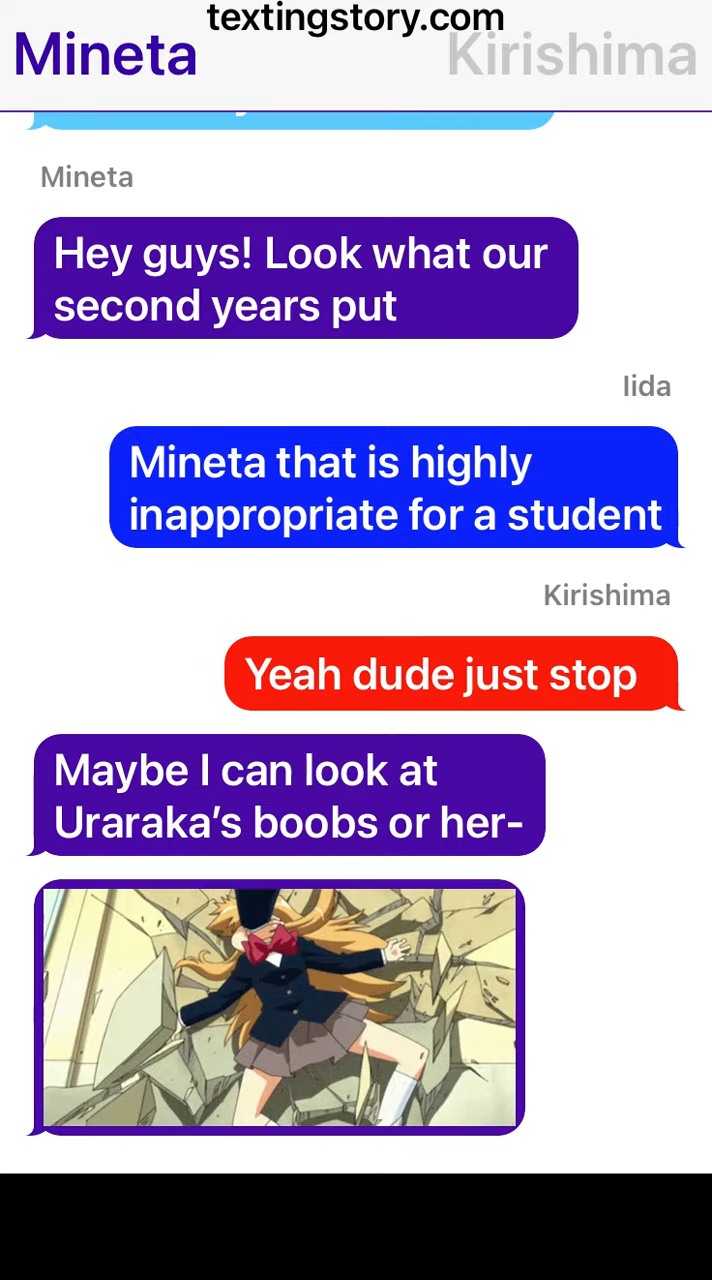 textingstory.com
Mineta
Kirishima
Mineta
Hey guys! Look what our
second years put
Iida
Mineta that is highly
inappropriate for a student
Kirishima
Yeah dude just stop
Maybe I can look at
Uraraka’s boobs or her-